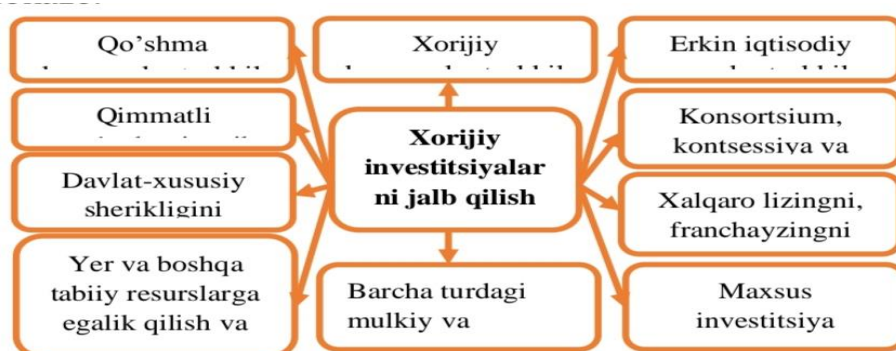 Qo’shma
Xorijiy
Erkin iqtisodiy
Qimmatli
Xorijiy
investitsiyalar
ni jalb qilish
Konsortsium,
kontsessiya va
Davlat-xususiy
sherikligini
Xalqaro lizingni,
franchayzingni
Yer va boshqa
tabiiy resurslarga
egalik qilish va
Barcha turdagi
mulkiy va
Maxsus
investitsiya